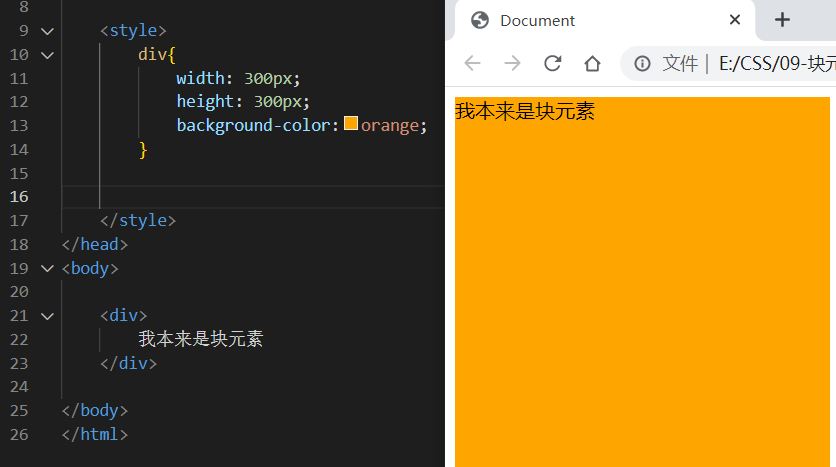 8
9 <style>
10 div{
11 width: 300px;
12 height: 300px;
13 background-color: orange;
14 }
15
16
17 </style>
18 </head>
19 <body>
20
21 <div>
22 我本来是块元素
23 </div>
24
25 </body>
26 </html>
Document
文件 | E:/CSS/09-块元
我本来是块元素